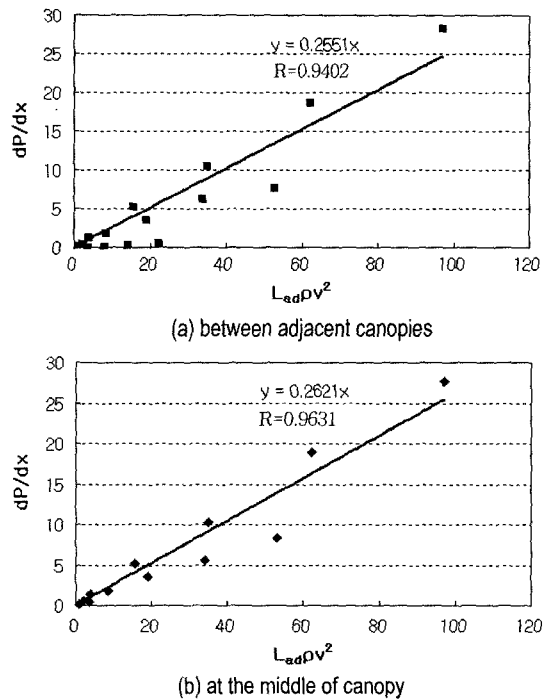 30
25
20
15
10
5
0
dP/dx
y = 0.2551x
R=0.9402
0 20 40 60 80 100 120
L_adρv²
(a) between adjacent canopies
30
25
20
15
10
5
0
dP/dx
y = 0.2621x
R=0.9631
0 20 40 60 80 100 120
L_adρv²
(b) at the middle of canopy